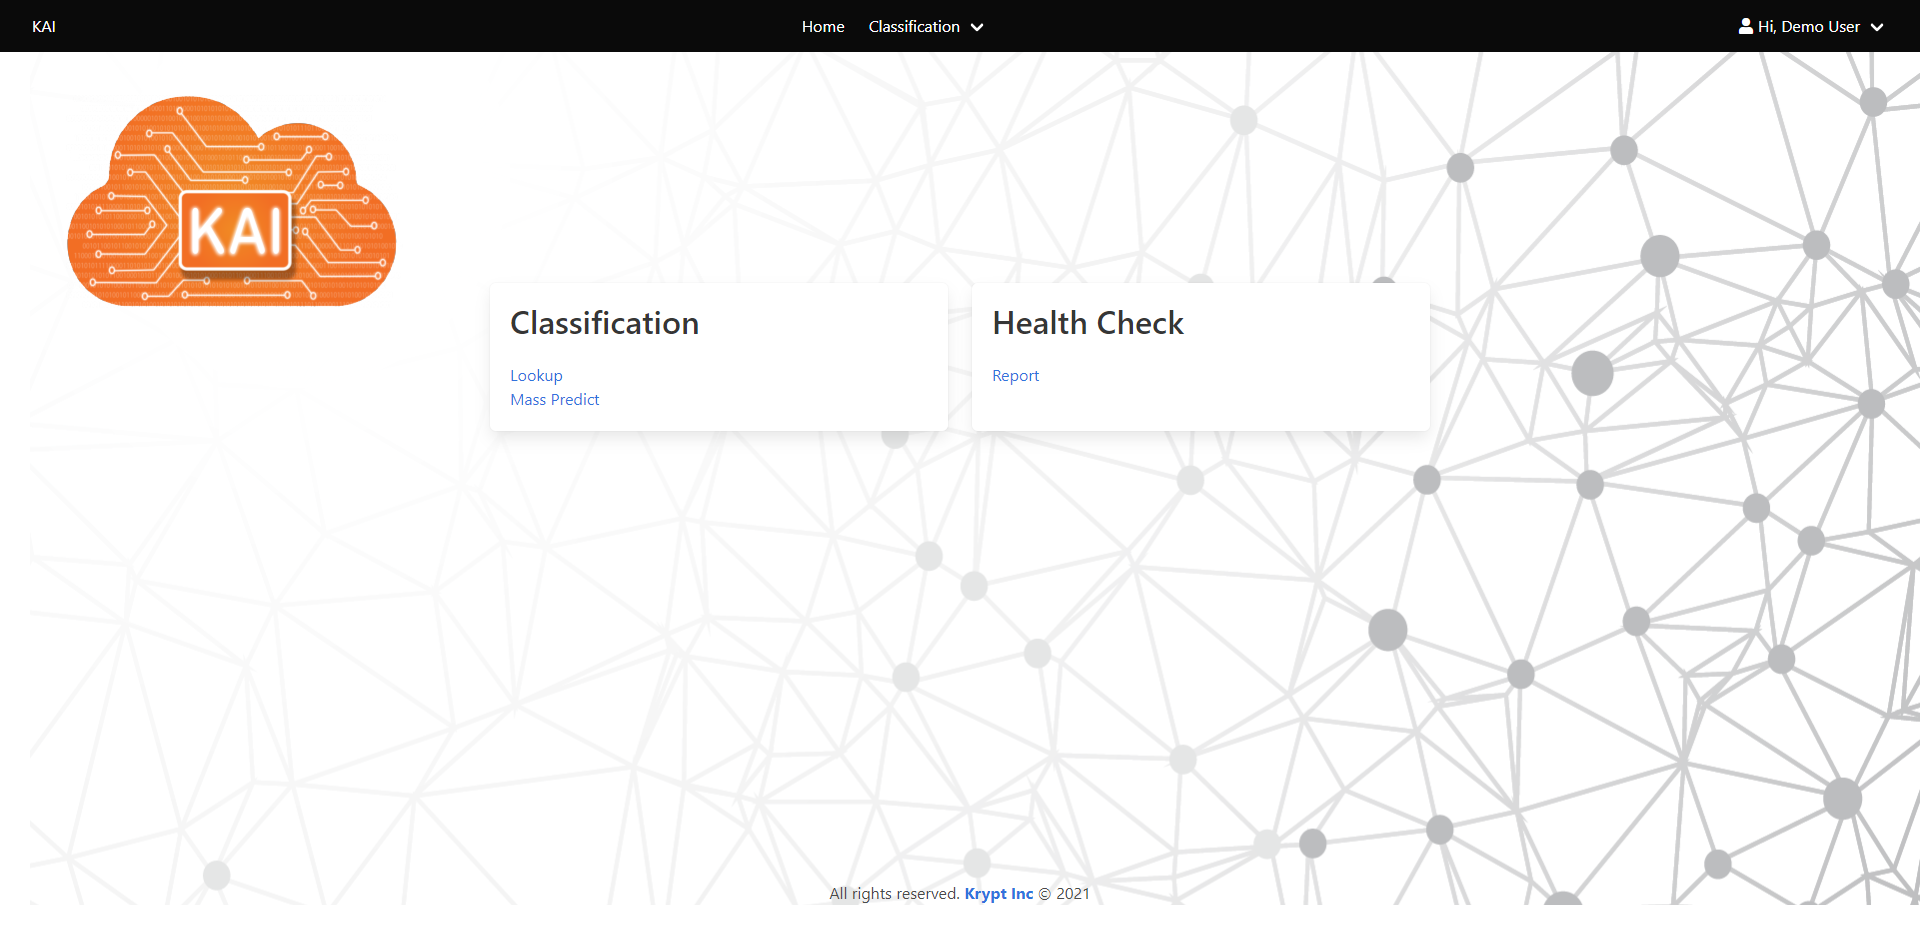 KAI
Home
Classification
Hi, Demo User
KAI
Classification
Lookup
Mass Predict
Health Check
Report
All rights reserved. Krypt Inc © 2021